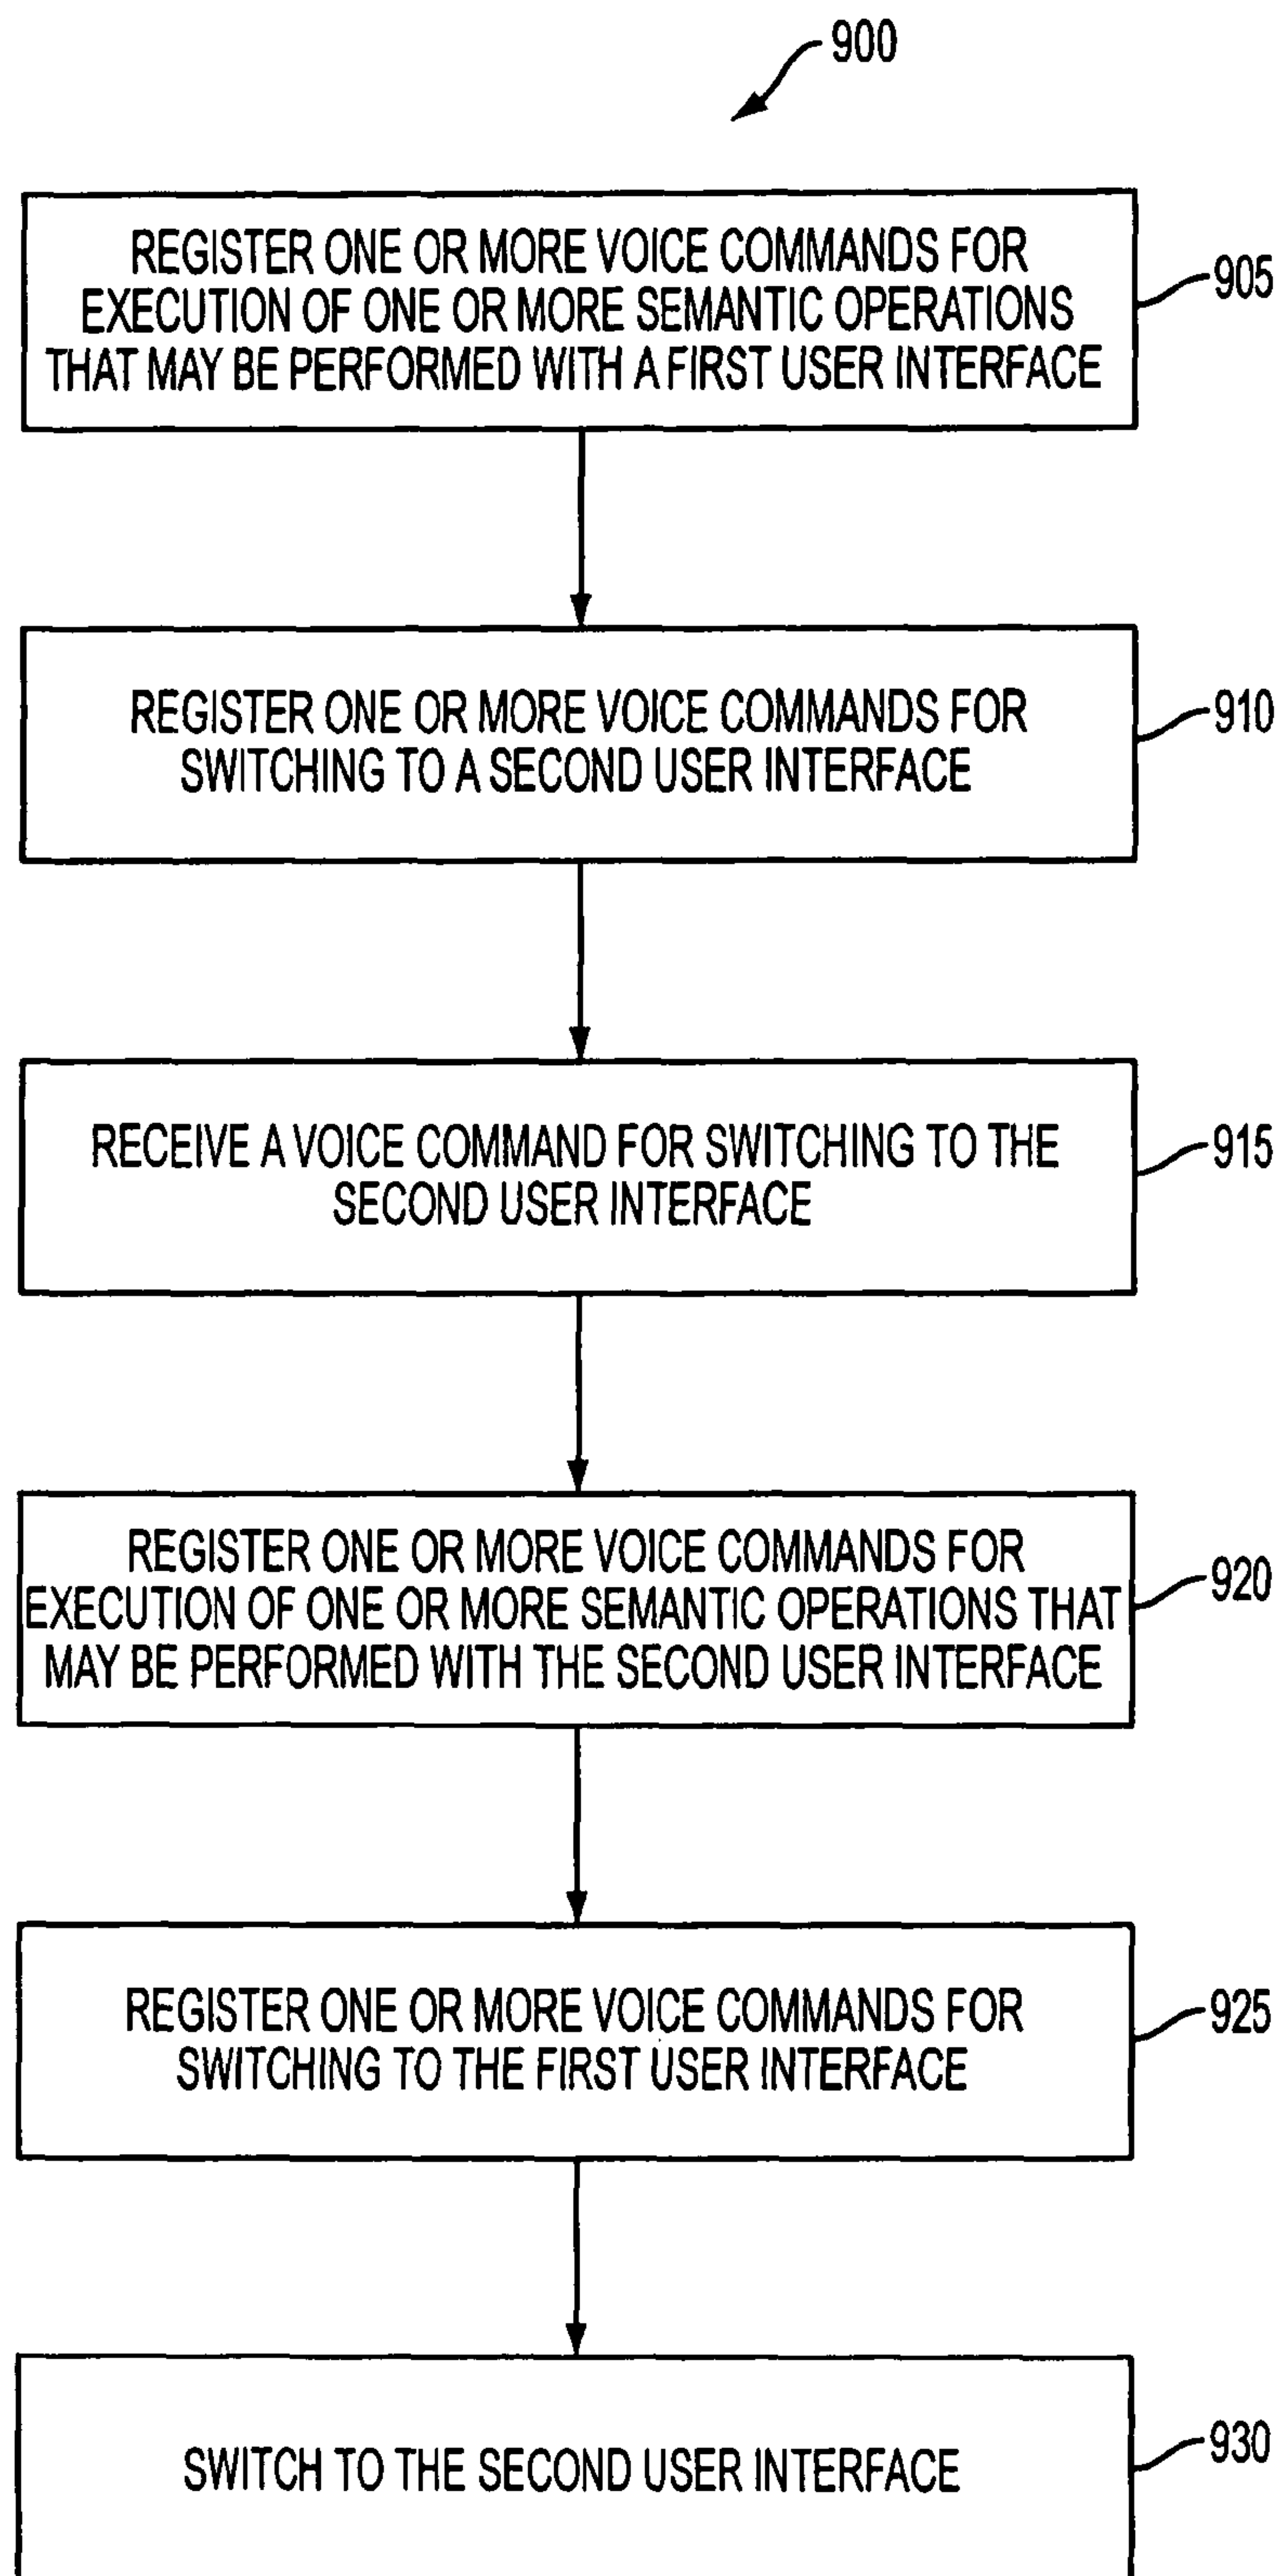 900
REGISTER ONE OR MORE VOICE COMMANDS FOR
EXECUTION OF ONE OR MORE SEMANTIC OPERATIONS
THAT MAY BE PERFORMED WITH A FIRST USER INTERFACE
905
REGISTER ONE OR MORE VOICE COMMANDS FOR
SWITCHING TO A SECOND USER INTERFACE
910
RECEIVE A VOICE COMMAND FOR SWITCHING TO THE
SECOND USER INTERFACE
915
REGISTER ONE OR MORE VOICE COMMANDS FOR
EXECUTION OF ONE OR MORE SEMANTIC OPERATIONS THAT
MAY BE PERFORMED WITH THE SECOND USER INTERFACE
920
REGISTER ONE OR MORE VOICE COMMANDS FOR
SWITCHING TO THE FIRST USER INTERFACE
925
SWITCH TO THE SECOND USER INTERFACE
930